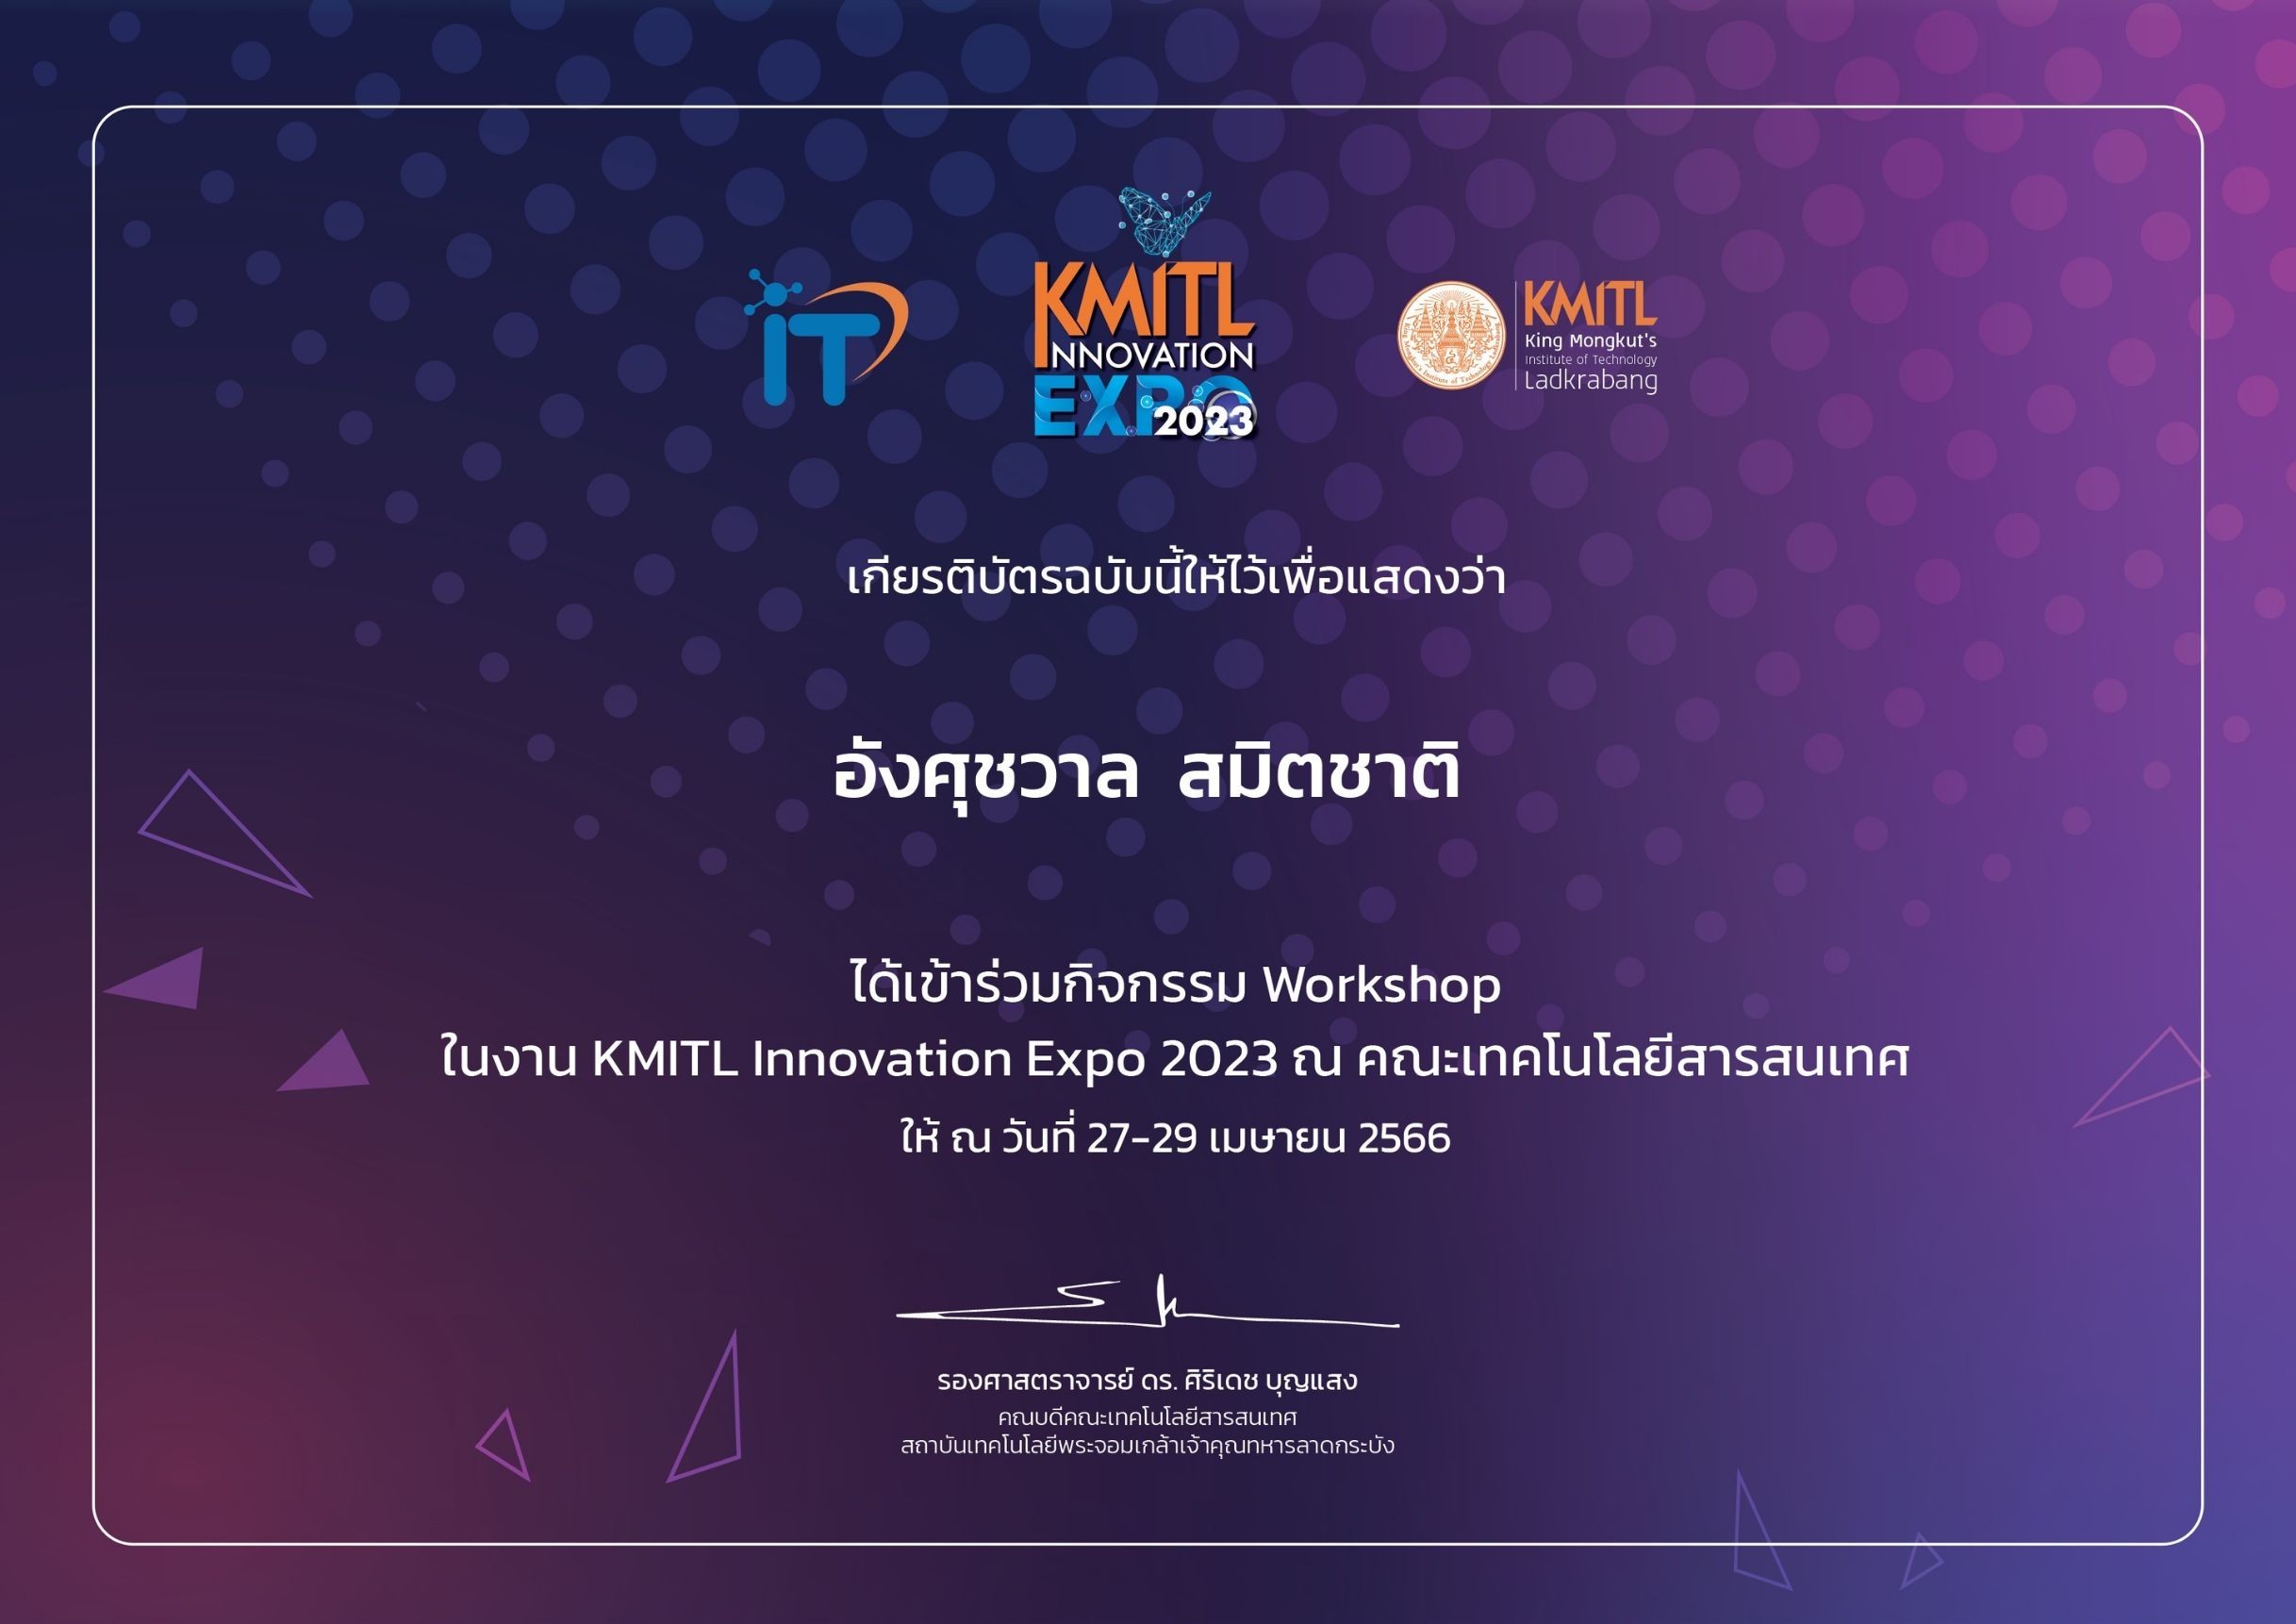 iT
KMITL
INNOVATION
EXPO
2023
KMITL
King Mongkut's
Institute of Technology
Ladkrabang
เกียรติบัตรฉบับนี้ให้ไว้เพื่อแสดงว่า
อังศุชวาล สมิตชาติ
ได้เข้าร่วมกิจกรรม Workshop
ในงาน KMITL Innovation Expo 2023 ณ คณะเทคโนโลยีสารสนเทศ
ให้ ณ วันที่ 27-29 เมษายน 2566
รองศาสตราจารย์ ดร. ศิริเดช บุญแสง
คณบดีคณะเทคโนโลยีสารสนเทศ
สถาบันเทคโนโลยีพระจอมเกล้าเจ้าคุณทหารลาดกระบัง